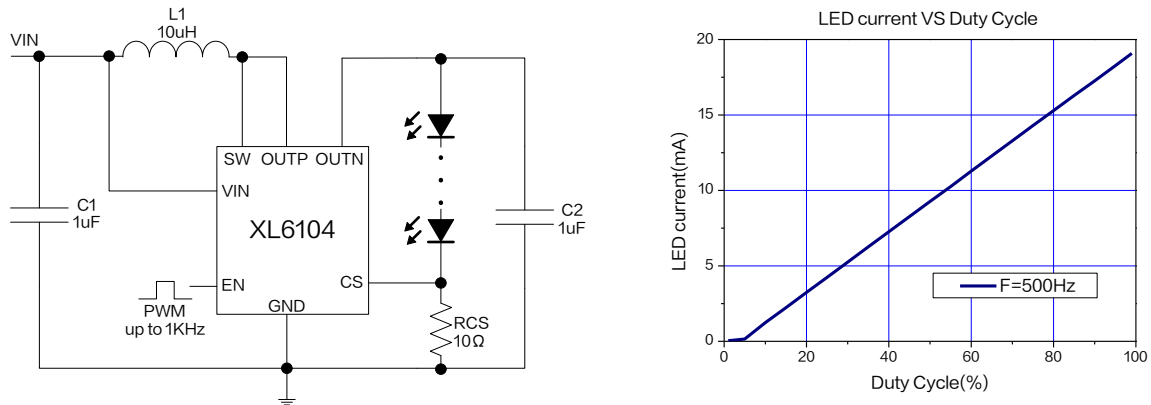 L1
10uH
VIN
SW OUTP OUTN
VIN
C1
1uF
XL6104
C2
1uF
EN
CS
GND
PWM
up to 1KHz
RCS
10Ω
LED current VS Duty Cycle
20
15
10
5
0
LED current(mA)
F=500Hz
0 20 40 60 80 100
Duty Cycle(%)